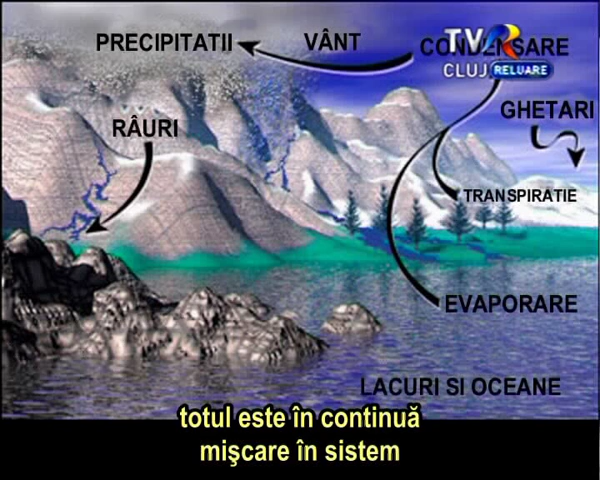 PRECIPITATII
VÂNT
CONDENSARE
TVR
CLUJ RELUARE
GHETARI
RÂURI
TRANSPIRATIE
EVAPORARE
LACURI SI OCEANE
totul este în continuă
mişcare în sistem